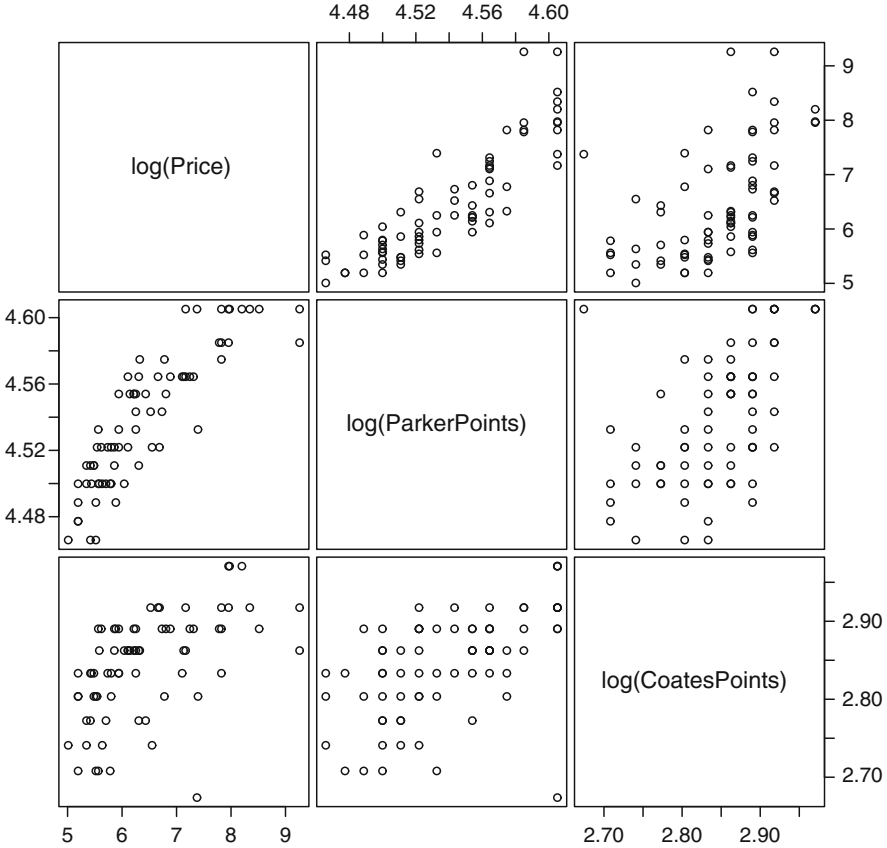 4.48 4.52 4.56 4.60
log(Price)
9
8
7
6
5
4.60
4.56
4.52
4.48
log(ParkerPoints)
log(CoatesPoints)
2.90
2.80
2.70
5 6 7 8 9
2.70 2.80 2.90